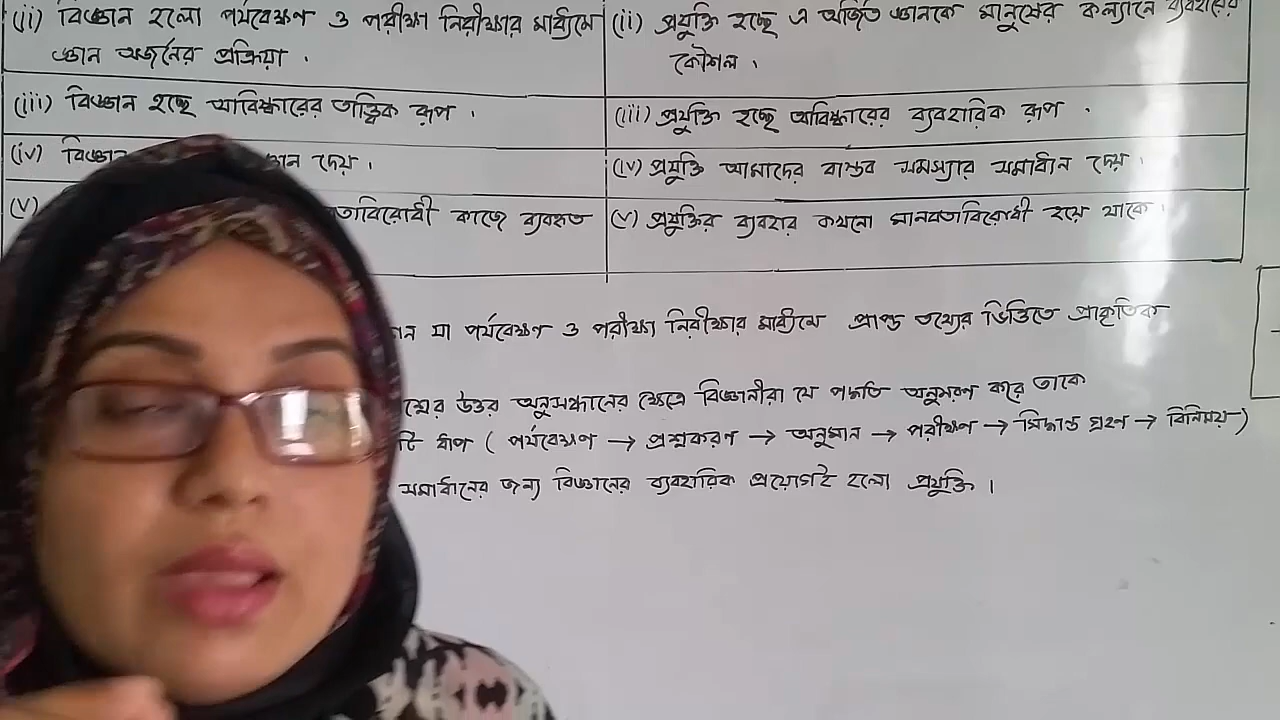 (ii) বিজ্ঞান হলো পর্যবেক্ষণ ও পরীক্ষা নিরীক্ষার মাধ্যমে
জ্ঞান অর্জনের প্রক্রিয়া .
(ii) প্রযুক্তি হচ্ছে এ অর্জিত জ্ঞানকে মানুষের কল্যানে ব্যবহারের
কৌশল .
(iii) বিজ্ঞান হচ্ছে আবিষ্কারের তাত্ত্বিক রূপ .
(iii) প্রযুক্তি হচ্ছে আবিষ্কারের ব্যবহারিক রূপ .
(iv) দেয় .
(iv) প্রযুক্তি আমাদের বাস্তব সমস্যার সমাধান দেয় .
(v) কাজে ব্যবহৃত
(v) প্রযুক্তির ব্যবহার কখনো মানবতাবিরোধী হয়ে থাকে .
যা পর্যবেক্ষণ ও পরীক্ষা নিরীক্ষার মাধ্যমে প্রাপ্ত তথ্যের ভিত্তিতে প্রাকৃতিক
উত্তর অনুসন্ধানের ক্ষেত্রে বিজ্ঞানীরা যে পদ্ধতি অনুসরণ করে তাকে
ধাপ ( পর্যবেক্ষণ → প্রশ্নকরণ → অনুমান → পরীক্ষণ → সিদ্ধান্ত গ্রহণ → বিনিময় )
সমাধানের জন্য বিজ্ঞানের ব্যবহারিক প্রয়োগই হলো প্রযুক্তি ।